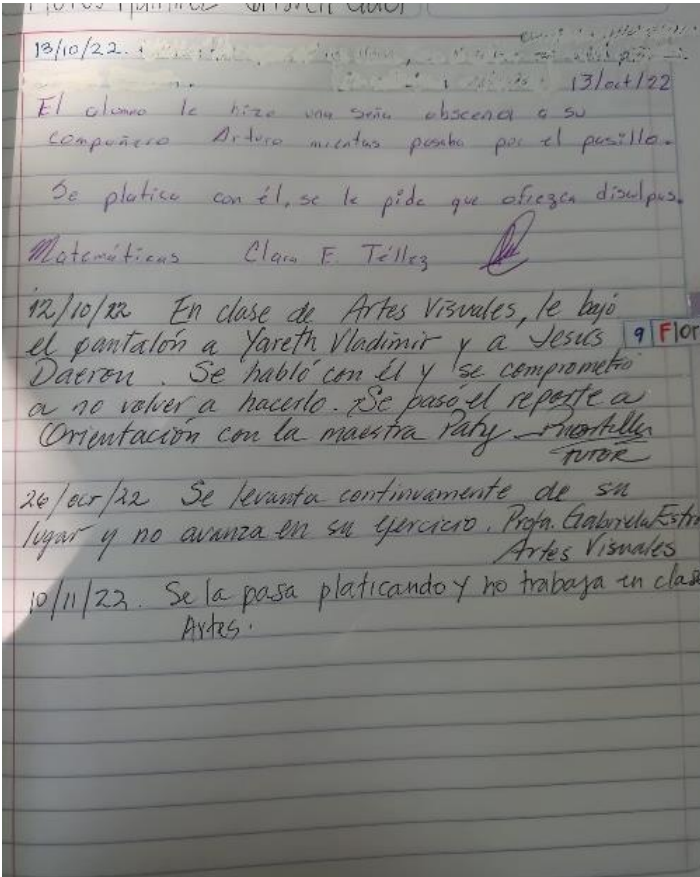 13/10/22.
13/oct/22
El alumno le hizo una seña obscena a su
compañero Arturo mientas pasaba por el pasillo.
Se platica con él, se le pide que ofrezca disculpas.
Matemáticas Clara E. Téllez
12/10/22 En clase de Artes Visuales, le bajó
el pantalón a Yareth Vladimir y a Jesús 9 F Or
Daeron. Se habló con él y se comprometió
a no volver a hacerlo. Se pasó el reporte a
Orientación con la maestra Paty
TUTOR
26/oct/22 Se levanta continuamente de su
lugar y no avanza en su ejercicio. Profa. Gabriela Estra
Artes Visuales
10/11/22. Se la pasa platicando y no trabaja en clase
Artes.